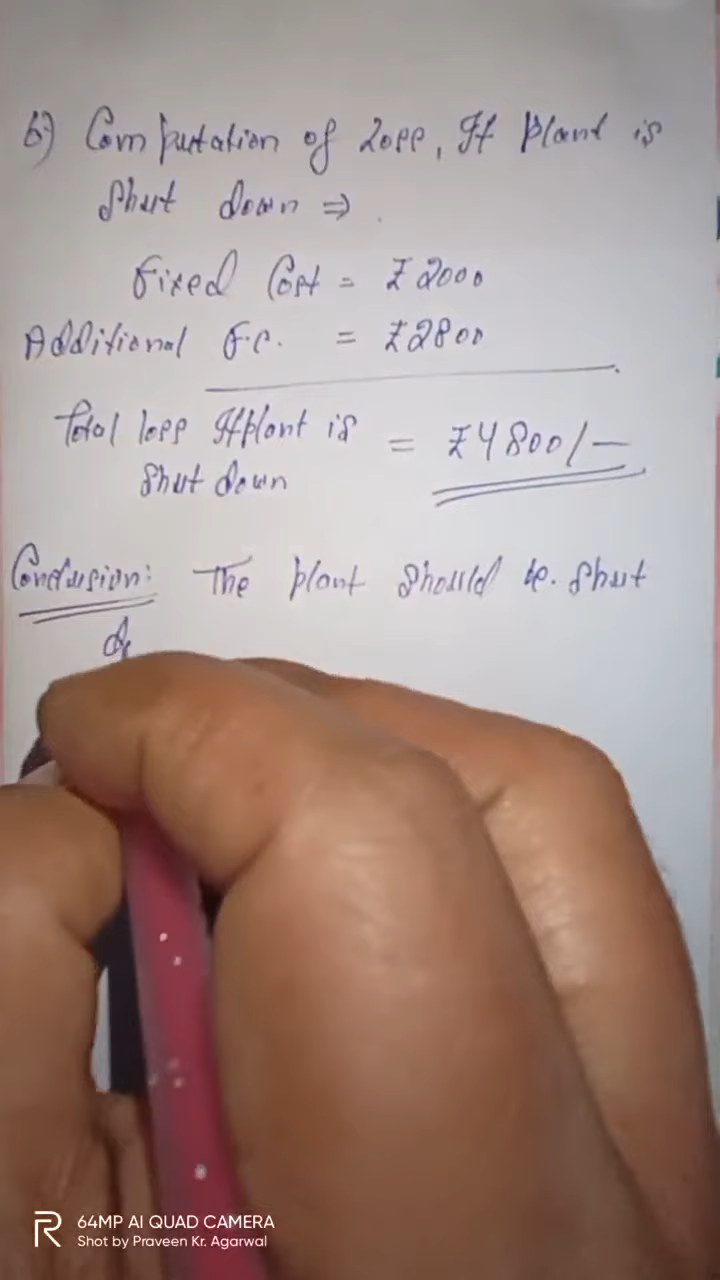 b) Computation of loss, If plant is
shut down ⇒
Fixed Cost = ₹2000
Additional F.C. = ₹2800
Total loss If plant is = ₹4800/-
shut down
Conclusion: The plant should be shut
do
64MP AI QUAD CAMERA
Shot by Praveen Kr. Agarwal